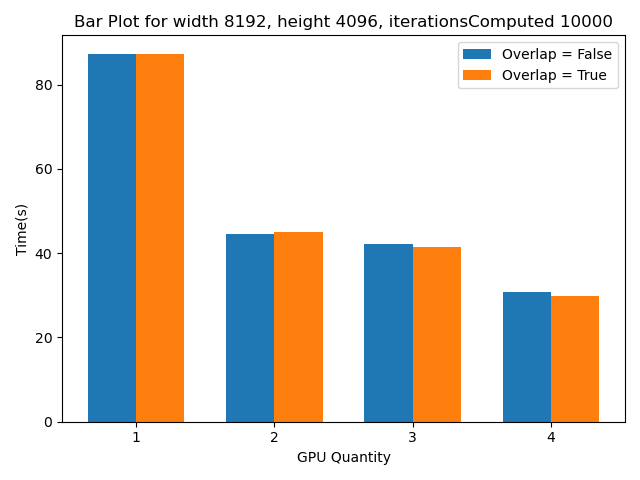 Bar Plot for width 8192, height 4096, iterationsComputed 10000
Overlap = False
Overlap = True
80
60
40
20
0
Time(s)
1 2 3 4
GPU Quantity